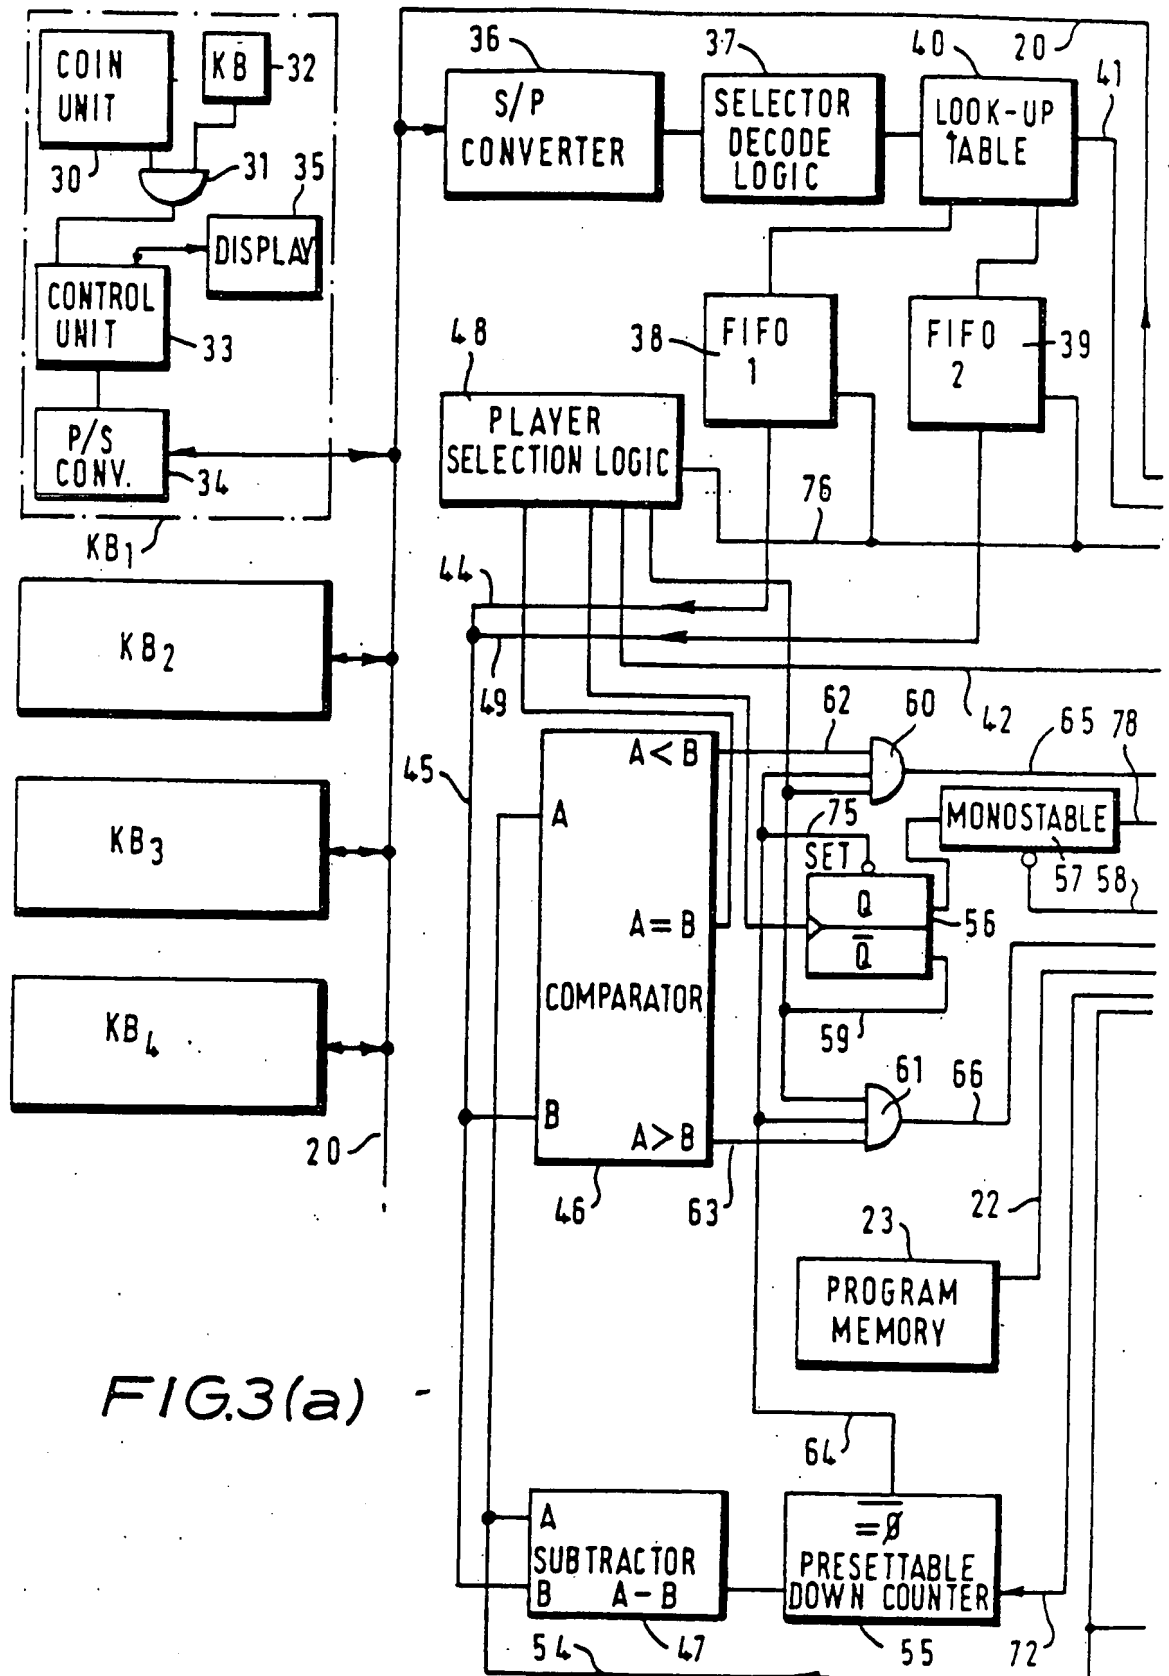 COIN
UNIT
30
KB
32
31
35
DISPLAY
CONTROL
UNIT
33
P/S
CONV.
34
KB1
KB2
KB3
KB4
20
36
S/P
CONVERTER
37
SELECTOR
DECODE
LOGIC
40
LOOK-UP
TABLE
20
41
38
FIFO
1
FIFO
2
39
48
PLAYER
SELECTION LOGIC
76
44
49
42
45
62
60
65
78
A<B
A
75
SET
MONOSTABLE
57
58
Q
Q̅
56
A=B
COMPARATOR
59
B
A>B
61
66
46
63
22
23
PROGRAM
MEMORY
FIG.3(a)
64
A
SUBTRACTOR
B A-B
47
=Ø
PRESETTABLE
DOWN COUNTER
55
72
54